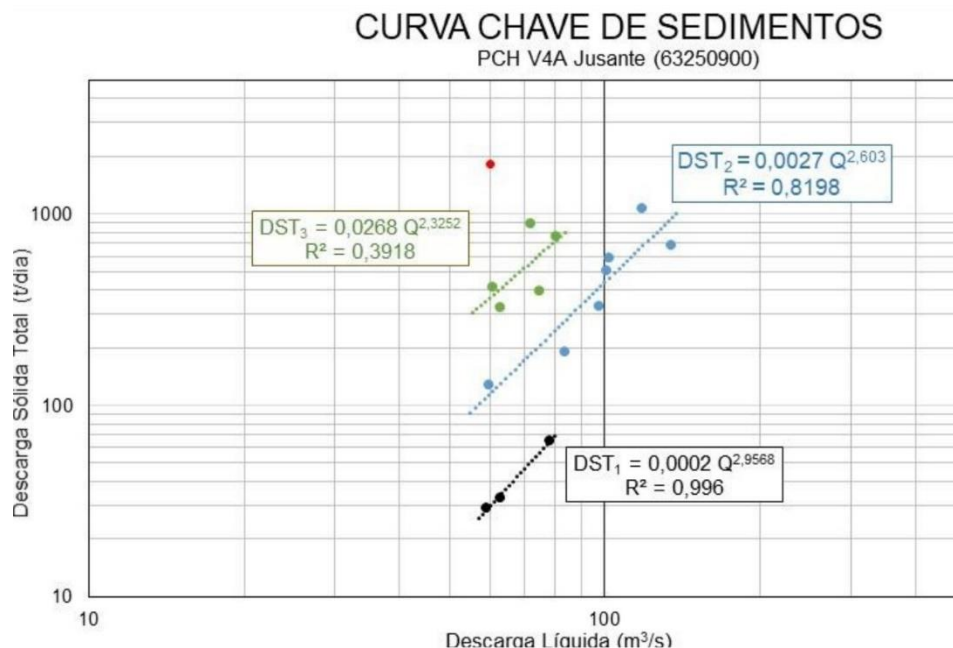 CURVA CHAVE DE SEDIMENTOS
PCH V4A Jusante (63250900)
DST₂ = 0,0027 Q²,⁶⁰³
R² = 0,8198
DST₃ = 0,0268 Q²,³²⁵²
R² = 0,3918
DST₁ = 0,0002 Q²,⁹⁵⁶⁸
R² = 0,996
Descarga Sólida Total (t/dia)
1000
100
10
10
100
Descarga Líquida (m³/s)